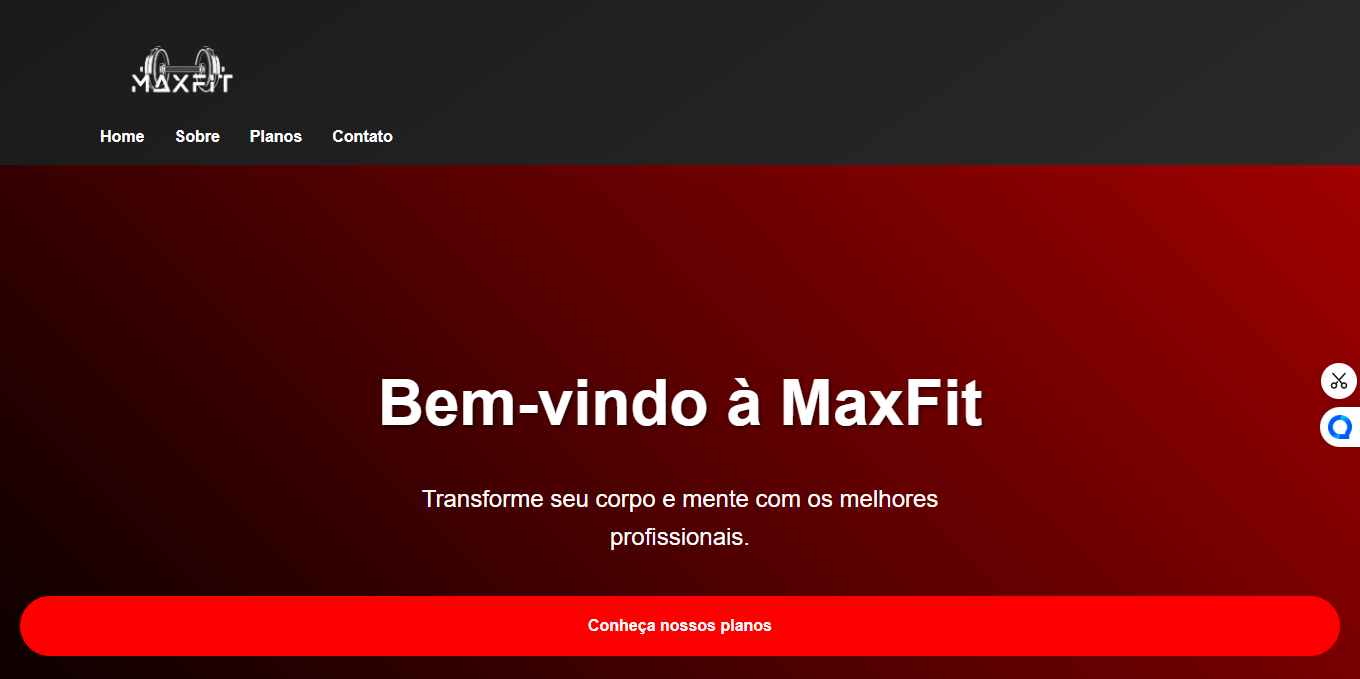 MAXFIT
Home Sobre Planos Contato
Bem-vindo à MaxFit
Transforme seu corpo e mente com os melhores
profissionais.
Conheça nossos planos